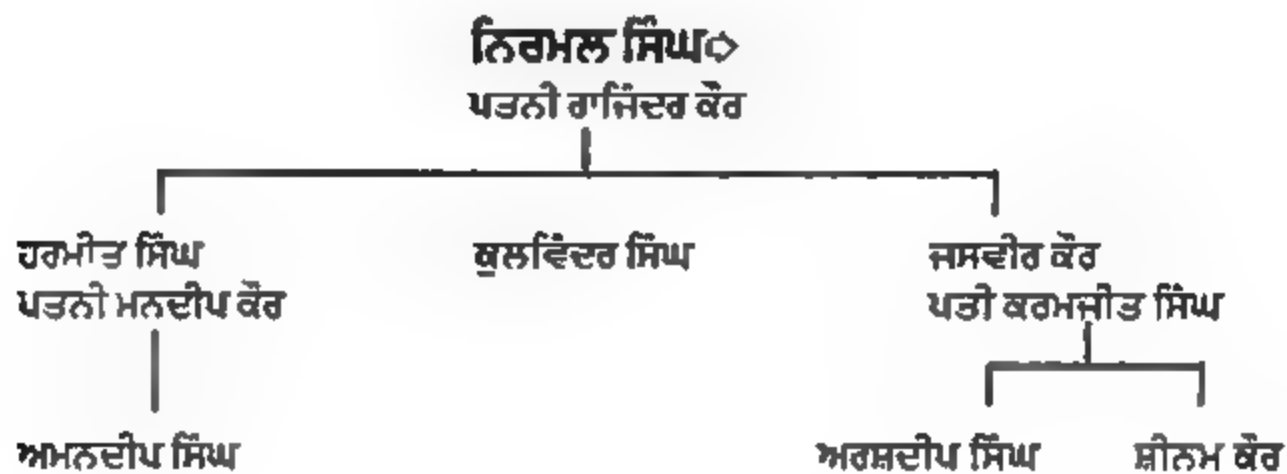 ਨਿਰਮਲ ਸਿੰਘ➪
ਪਤਨੀ ਰਾਜਿੰਦਰ ਕੌਰ
ਹਰਮੀਤ ਸਿੰਘ
ਪਤਨੀ ਮਨਦੀਪ ਕੌਰ
ਕੁਲਵਿੰਦਰ ਸਿੰਘ
ਜਸਵੀਰ ਕੌਰ
ਪਤੀ ਕਰਮਜੀਤ ਸਿੰਘ
ਅਮਨਦੀਪ ਸਿੰਘ
ਅਰਸ਼ਦੀਪ ਸਿੰਘ
ਸ਼ੀਨਮ ਕੌਰ